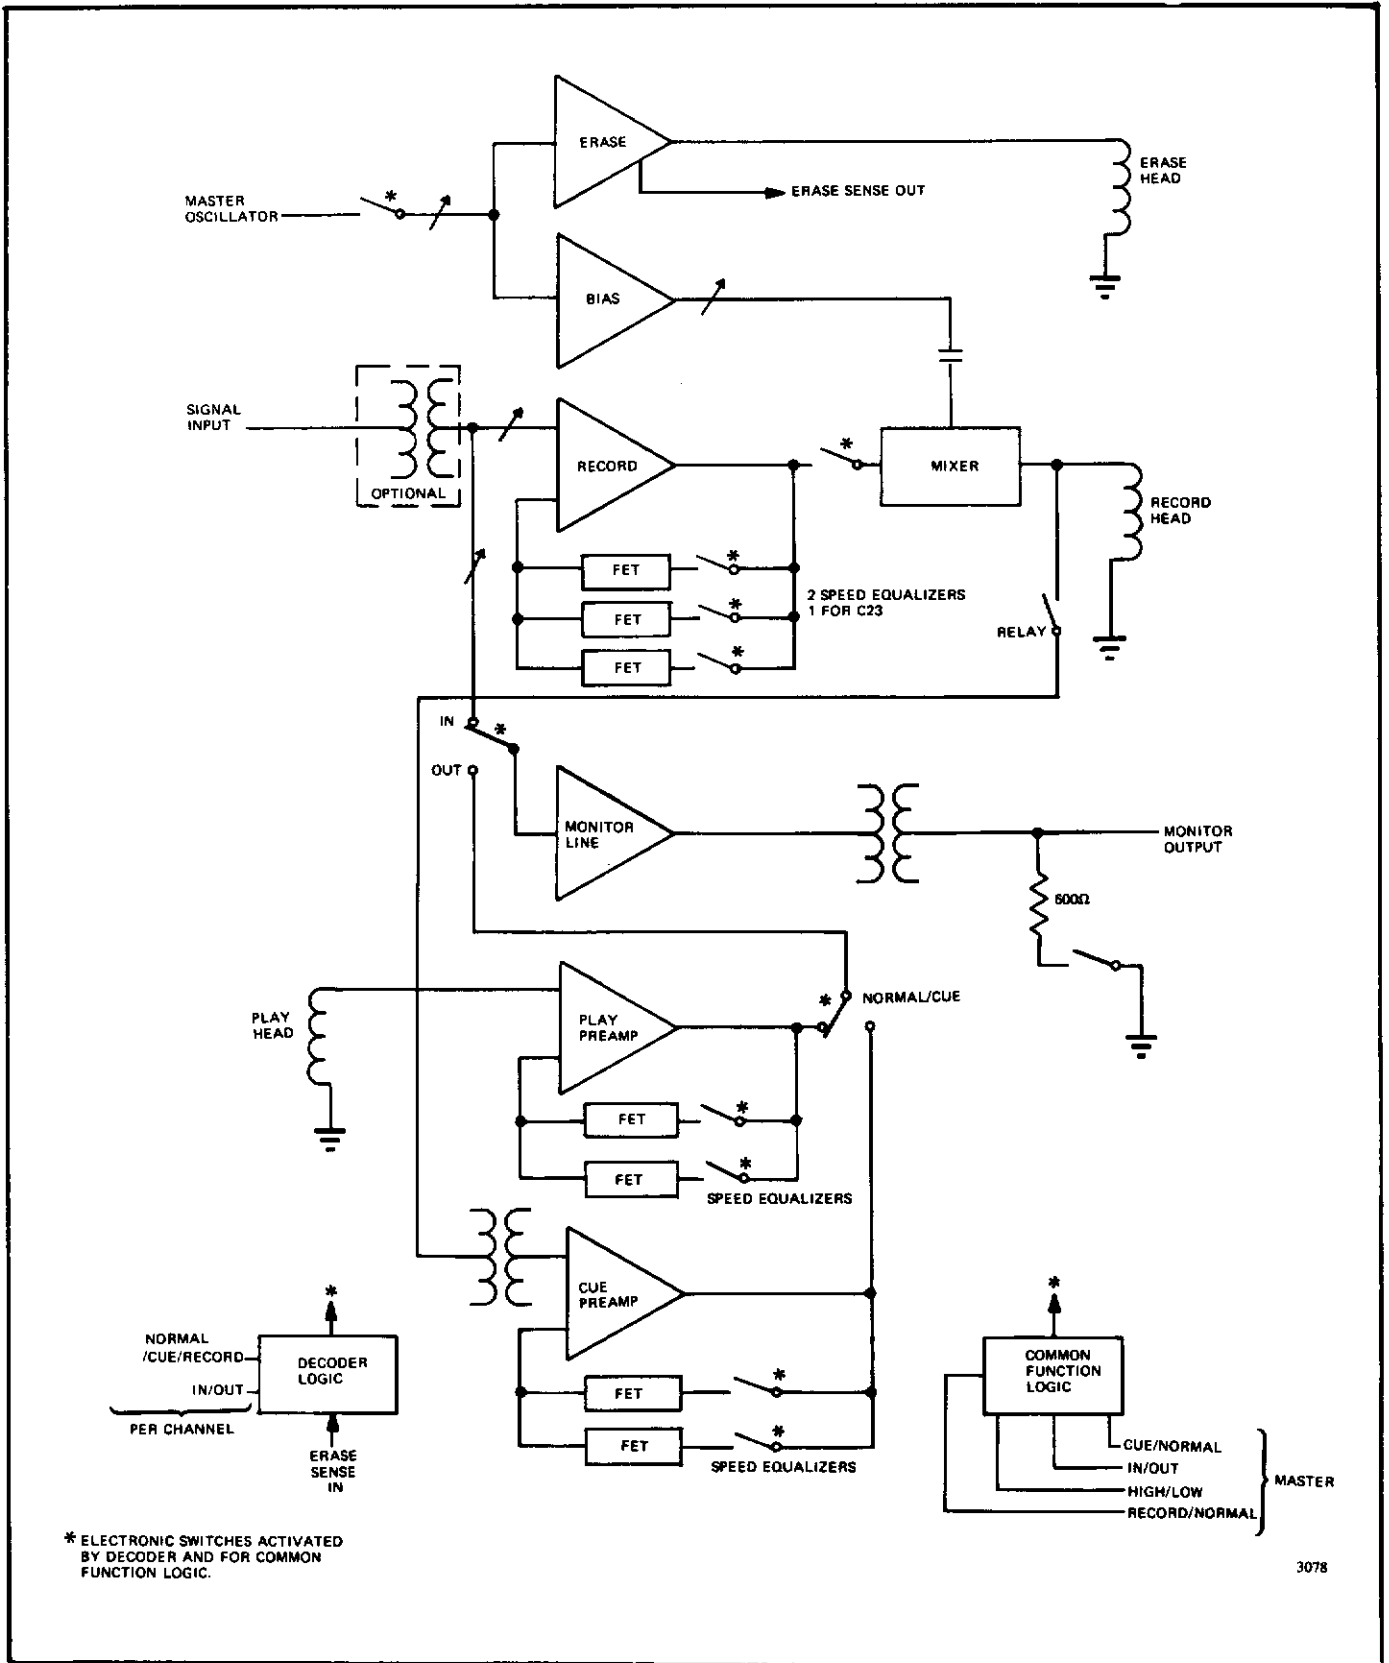 ERASE
ERASE
HEAD
ERASE SENSE OUT
*
MASTER
OSCILLATOR
BIAS
SIGNAL
INPUT
OPTIONAL
RECORD
*
MIXER
RECORD
HEAD
FET
*
FET
*
FET
*
2 SPEED EQUALIZERS
1 FOR C23
RELAY
IN
*
OUT
MONITOR
LINE
MONITOR
OUTPUT
600Ω
PLAY
HEAD
PLAY
PREAMP
*
NORMAL/CUE
FET
*
FET
*
SPEED EQUALIZERS
CUE
PREAMP
FET
*
FET
*
SPEED EQUALIZERS
*
NORMAL
/CUE/RECORD
IN/OUT
DECODER
LOGIC
PER CHANNEL
ERASE
SENSE
IN
*
COMMON
FUNCTION
LOGIC
CUE/NORMAL
IN/OUT
HIGH/LOW
RECORD/NORMAL
MASTER
* ELECTRONIC SWITCHES ACTIVATED
BY DECODER AND FOR COMMON
FUNCTION LOGIC.
3078